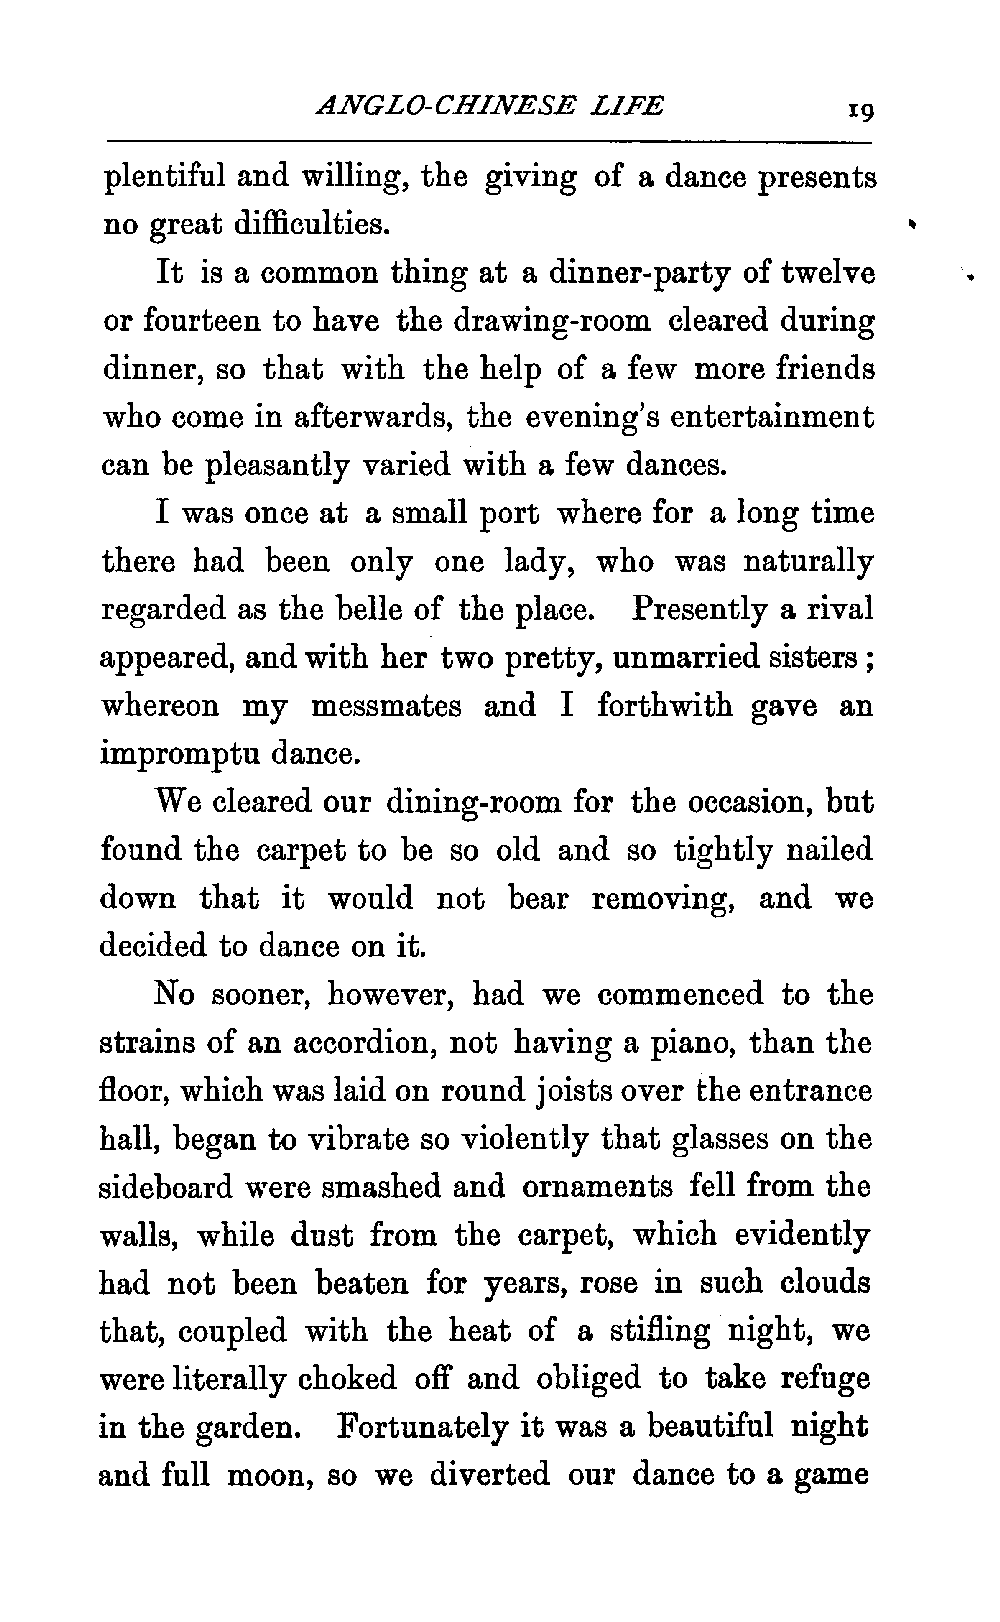 ANGLO-CHINESE LIFE 19
plentiful and willing, the giving of a dance presents
no great difficulties.
It is a common thing at a dinner-party of twelve
or fourteen to have the drawing-room cleared during
dinner, so that with the help of a few more friends
who come in afterwards, the evening's entertainment
can be pleasantly varied with a few dances.
I was once at a small port where for a long time
there had been only one lady, who was naturally
regarded as the belle of the place. Presently a rival
appeared, and with her two pretty, unmarried sisters ;
whereon my messmates and I forthwith gave an
impromptu dance.
We cleared our dining-room for the occasion, but
found the carpet to be so old and so tightly nailed
down that it would not bear removing, and we
decided to dance on it.
No sooner, however, had we commenced to the
strains of an accordion, not having a piano, than the
floor, which was laid on round joists over the entrance
hall, began to vibrate so violently that glasses on the
sideboard were smashed and ornaments fell from the
walls, while dust from the carpet, which evidently
had not been beaten for years, rose in such clouds
that, coupled with the heat of a stifling night, we
were literally choked off and obliged to take refuge
in the garden. Fortunately it was a beautiful night
and full moon, so we diverted our dance to a game